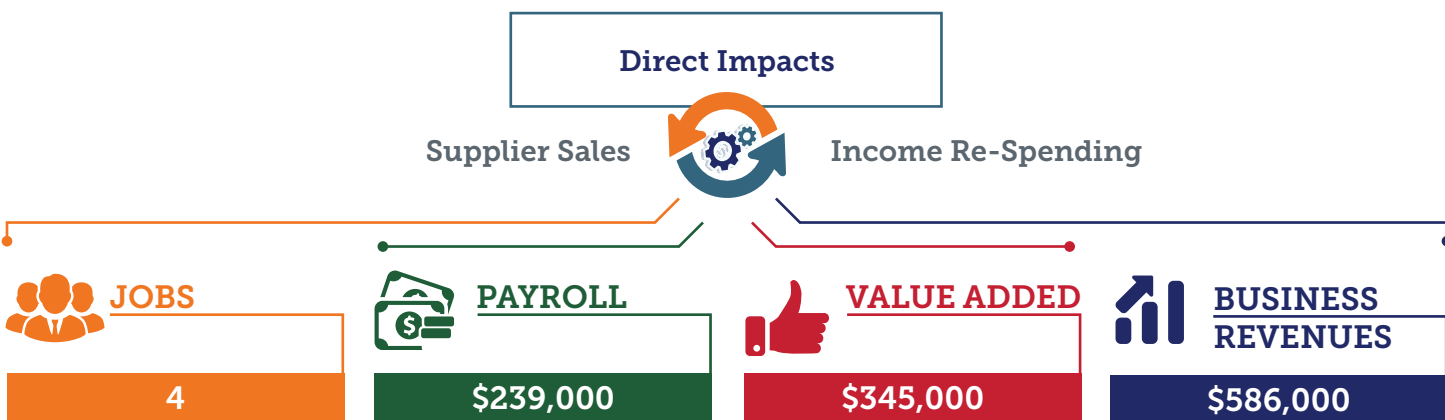 Direct Impacts
Supplier Sales
Income Re-Spending
JOBS
4
PAYROLL
$239,000
VALUE ADDED
$345,000
BUSINESS
REVENUES
$586,000